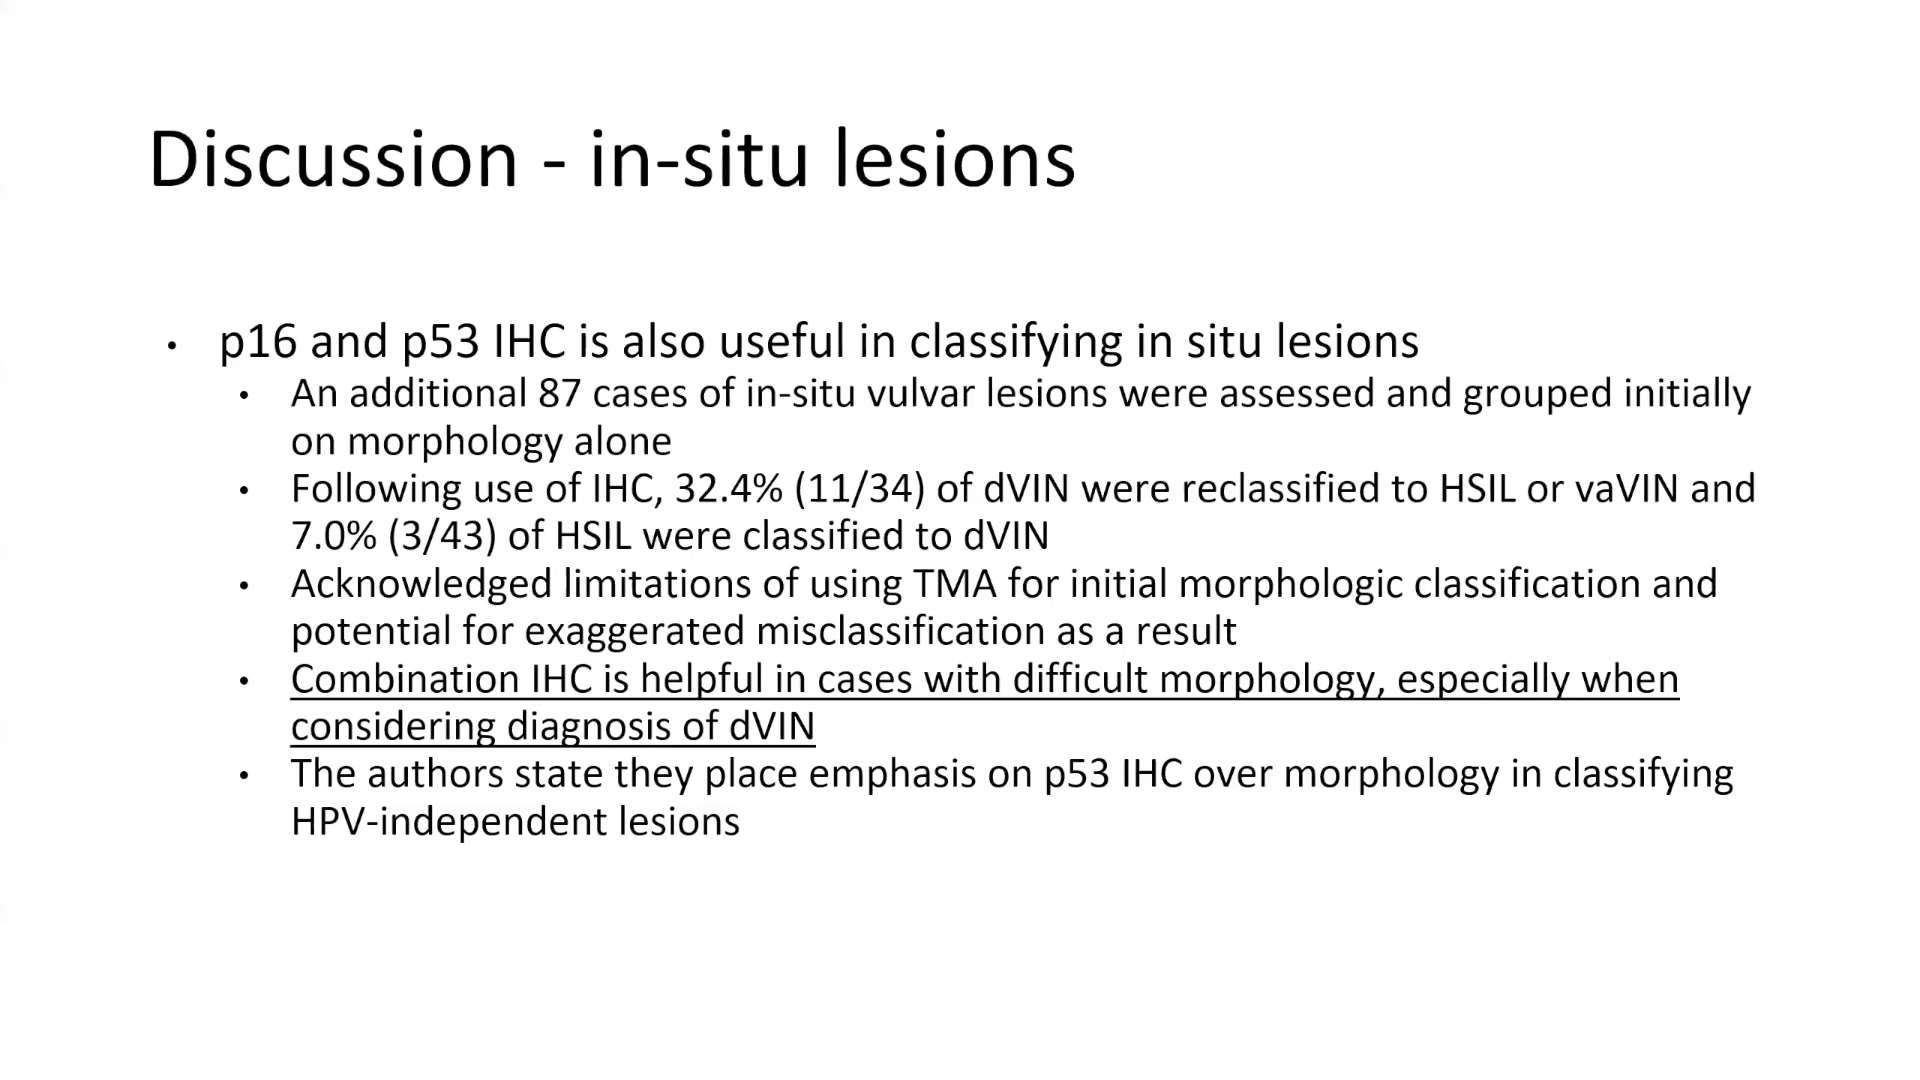 Discussion - in-situ lesions
• p16 and p53 IHC is also useful in classifying in situ lesions
• An additional 87 cases of in-situ vulvar lesions were assessed and grouped initially
on morphology alone
• Following use of IHC, 32.4% (11/34) of dVIN were reclassified to HSIL or vaVIN and
7.0% (3/43) of HSIL were classified to dVIN
• Acknowledged limitations of using TMA for initial morphologic classification and
potential for exaggerated misclassification as a result
• Combination IHC is helpful in cases with difficult morphology, especially when
considering diagnosis of dVIN
• The authors state they place emphasis on p53 IHC over morphology in classifying
HPV-independent lesions